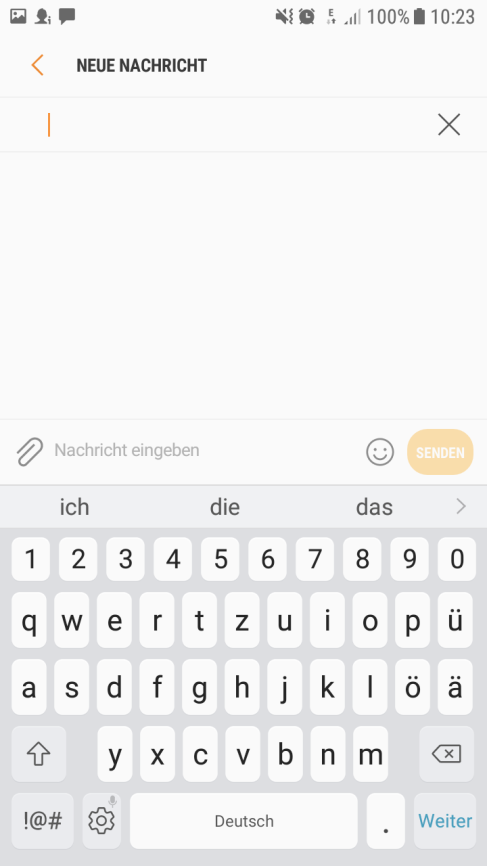 E 100% 10:23
NEUE NACHRICHT
Nachricht eingeben SENDEN
ich die das
1 2 3 4 5 6 7 8 9 0
q w e r t z u i o p ü
a s d f g h j k l ö ä
y x c v b n m
!@# Deutsch . Weiter